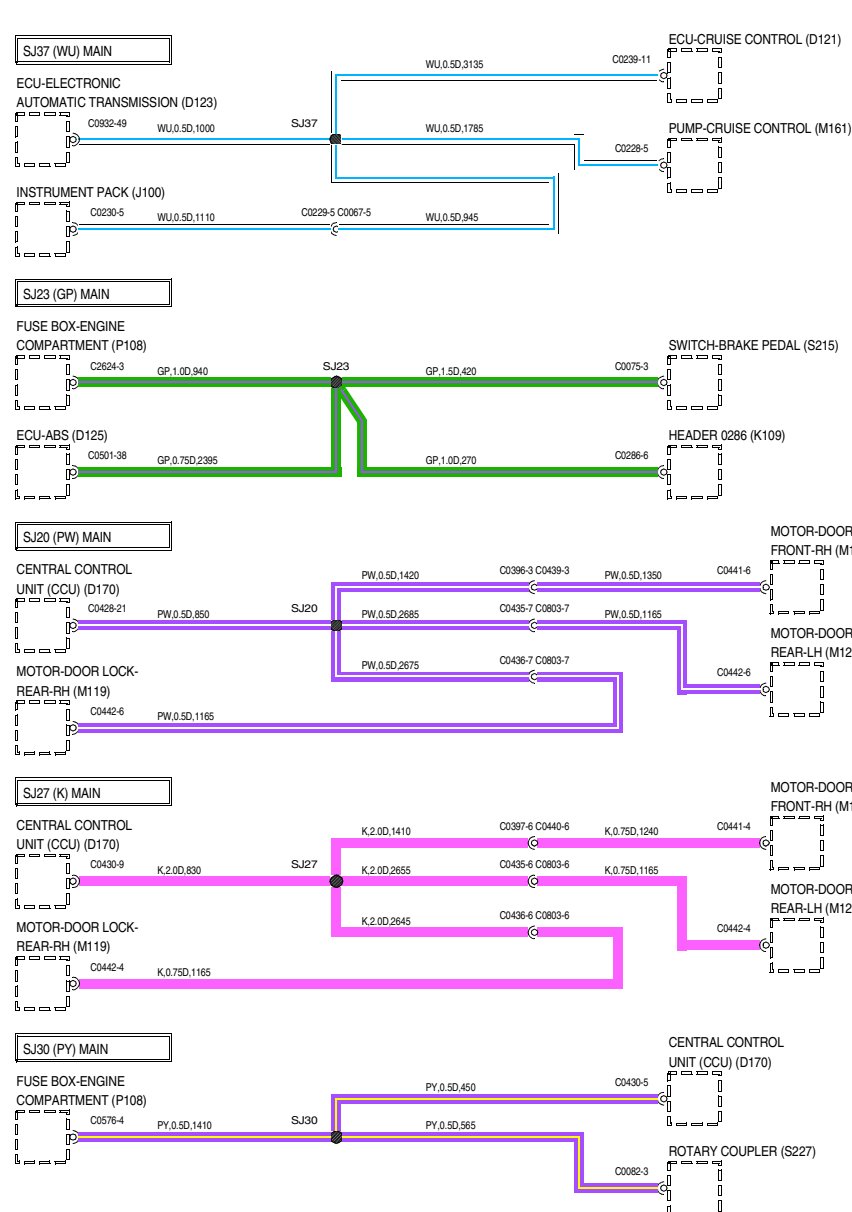 SJ37 (WU) MAIN
ECU-ELECTRONIC
AUTOMATIC TRANSMISSION (D123)
C0932-49
WU,0.5D,1000
SJ37
WU,0.5D,3135
C0239-11
ECU-CRUISE CONTROL (D121)
WU,0.5D,1785
C0228-5
PUMP-CRUISE CONTROL (M161)
INSTRUMENT PACK (J100)
C0230-5
WU,0.5D,1110
C0229-5 C0067-5
WU,0.5D,945
SJ23 (GP) MAIN
FUSE BOX-ENGINE
COMPARTMENT (P108)
C2624-3
GP,1.0D,940
SJ23
GP,1.5D,420
C0075-3
SWITCH-BRAKE PEDAL (S215)
ECU-ABS (D125)
C0501-38
GP,0.75D,2395
GP,1.0D,270
C0286-6
HEADER 0286 (K109)
SJ20 (PW) MAIN
CENTRAL CONTROL
UNIT (CCU) (D170)
C0428-21
PW,0.5D,850
SJ20
PW,0.5D,1420
C0396-3 C0439-3
PW,0.5D,1350
C0441-6
MOTOR-DOOR
FRONT-RH (M1
PW,0.5D,2685
C0435-7 C0803-7
PW,0.5D,1165
MOTOR-DOOR
REAR-LH (M12
C0442-6
PW,0.5D,2675
C0436-7 C0803-7
MOTOR-DOOR LOCK-
REAR-RH (M119)
C0442-6
PW,0.5D,1165
SJ27 (K) MAIN
CENTRAL CONTROL
UNIT (CCU) (D170)
C0430-9
K,2.0D,830
SJ27
K,2.0D,1410
C0397-6 C0440-6
K,0.75D,1240
C0441-4
MOTOR-DOOR
FRONT-RH (M1
K,2.0D,2655
C0435-6 C0803-6
K,0.75D,1165
MOTOR-DOOR
REAR-LH (M12
C0442-4
K,2.0D,2645
C0436-6 C0803-6
MOTOR-DOOR LOCK-
REAR-RH (M119)
C0442-4
K,0.75D,1165
SJ30 (PY) MAIN
FUSE BOX-ENGINE
COMPARTMENT (P108)
C0576-4
PY,0.5D,1410
SJ30
PY,0.5D,450
C0430-5
CENTRAL CONTROL
UNIT (CCU) (D170)
PY,0.5D,565
C0082-3
ROTARY COUPLER (S227)